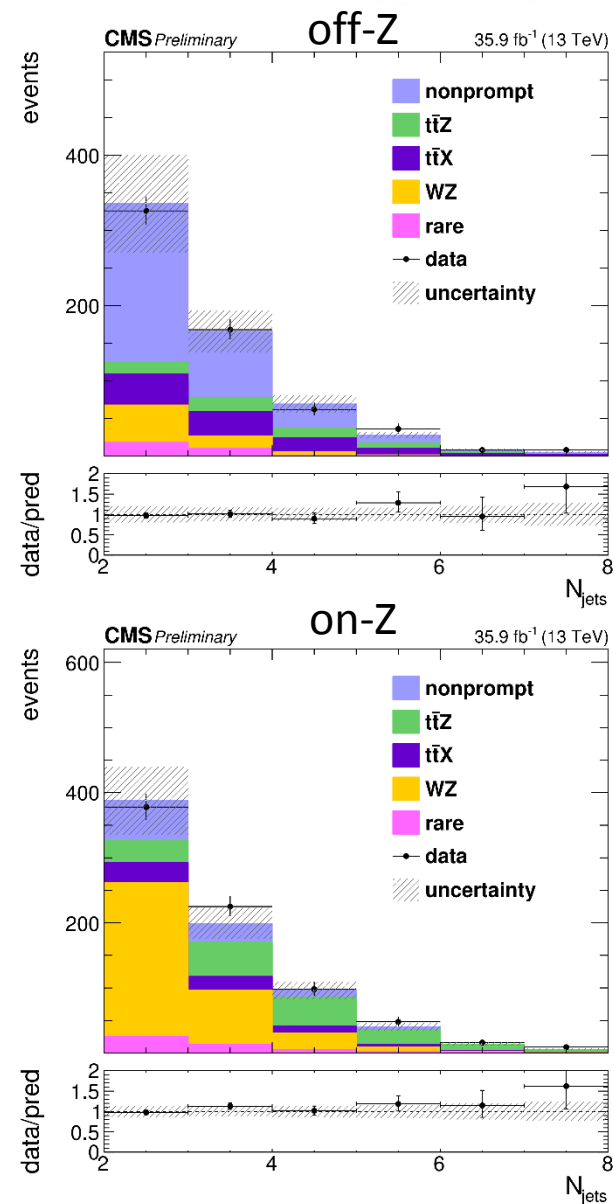 off-Z
CMS Preliminary 35.9 fb⁻¹ (13 TeV)
events
400
200
nonprompt
tt̄Z
tt̄X
WZ
rare
data
uncertainty
data/pred
2
1.5
1
0.5
0
2 4 6 8
N_jets
on-Z
CMS Preliminary 35.9 fb⁻¹ (13 TeV)
events
600
400
200
nonprompt
tt̄Z
tt̄X
WZ
rare
data
uncertainty
data/pred
2
1.5
1
0.5
0
2 4 6 8
N_jets